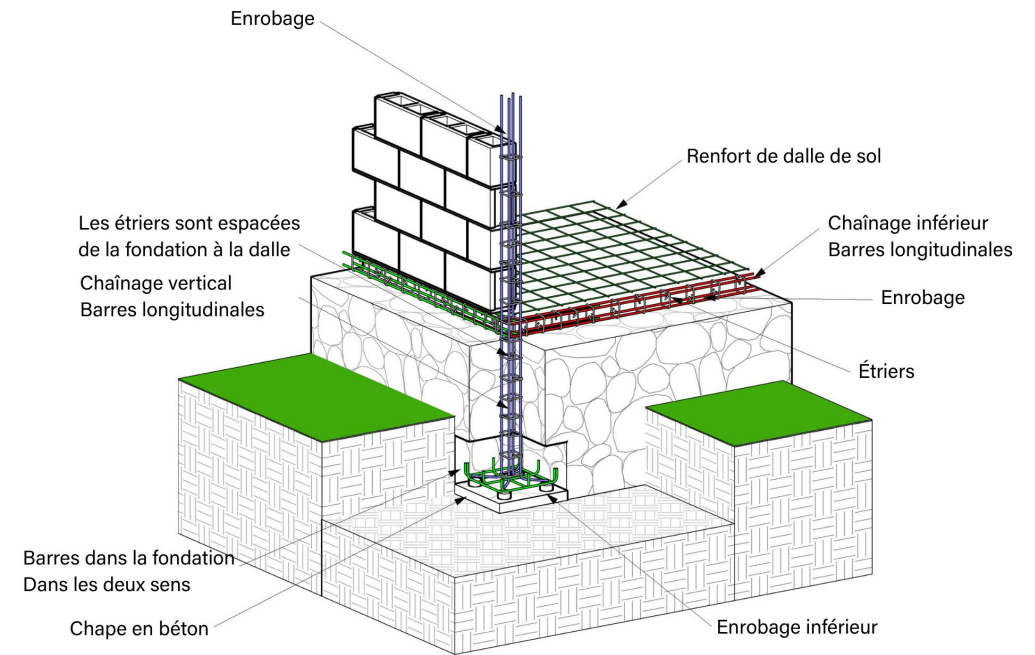 Enrobage
Renfort de dalle de sol
Les étriers sont espacées
de la fondation à la dalle
Chaînage vertical
Barres longitudinales
Chaînage inférieur
Barres longitudinales
Enrobage
Étriers
Barres dans la fondation
Dans les deux sens
Chape en béton
Enrobage inférieur